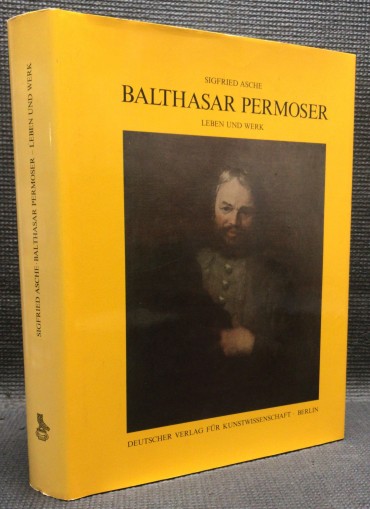 SIGFRIED ASCHE
BALTHASAR PERMOSER
LEBEN UND WERK
DEUTSCHER VERLAG FÜR KUNSTWISSENSCHAFT · BERLIN
SIGFRIED ASCHE BALTHASAR PERMOSER – LEBEN UND WERK